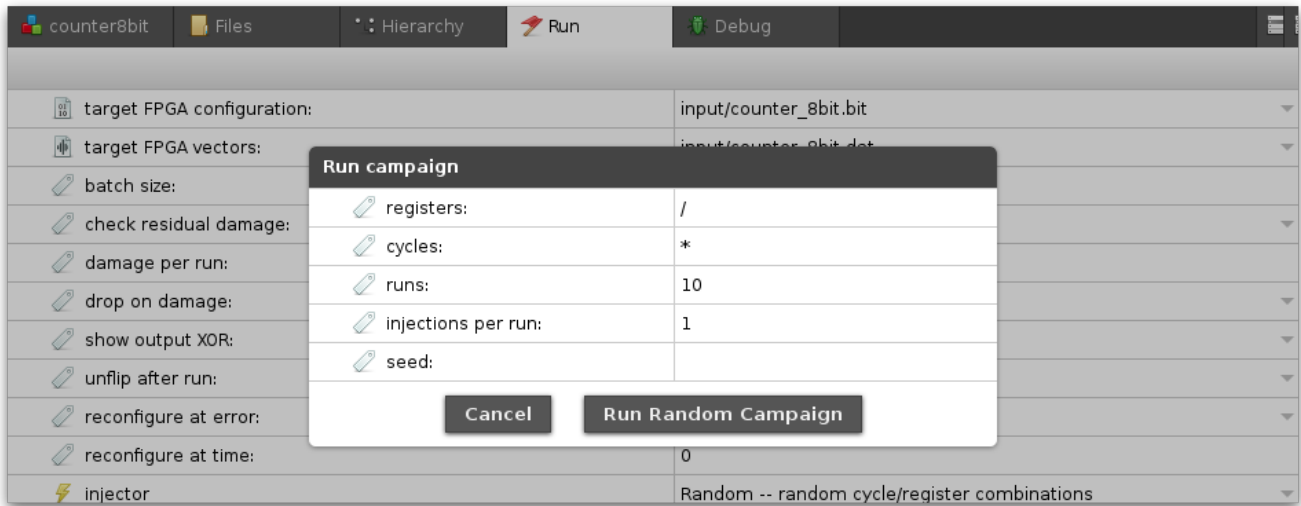 counter8bit Files Hierarchy Run Debug
target FPGA configuration: input/counter_8bit.bit
target FPGA vectors: input/counter_8bit.dat
Run campaign
batch size:
registers: /
check residual damage:
cycles: *
damage per run:
runs: 10
drop on damage:
injections per run: 1
show output XOR:
seed:
unflip after run:
reconfigure at error:
Cancel Run Random Campaign
reconfigure at time: 0
injector Random -- random cycle/register combinations